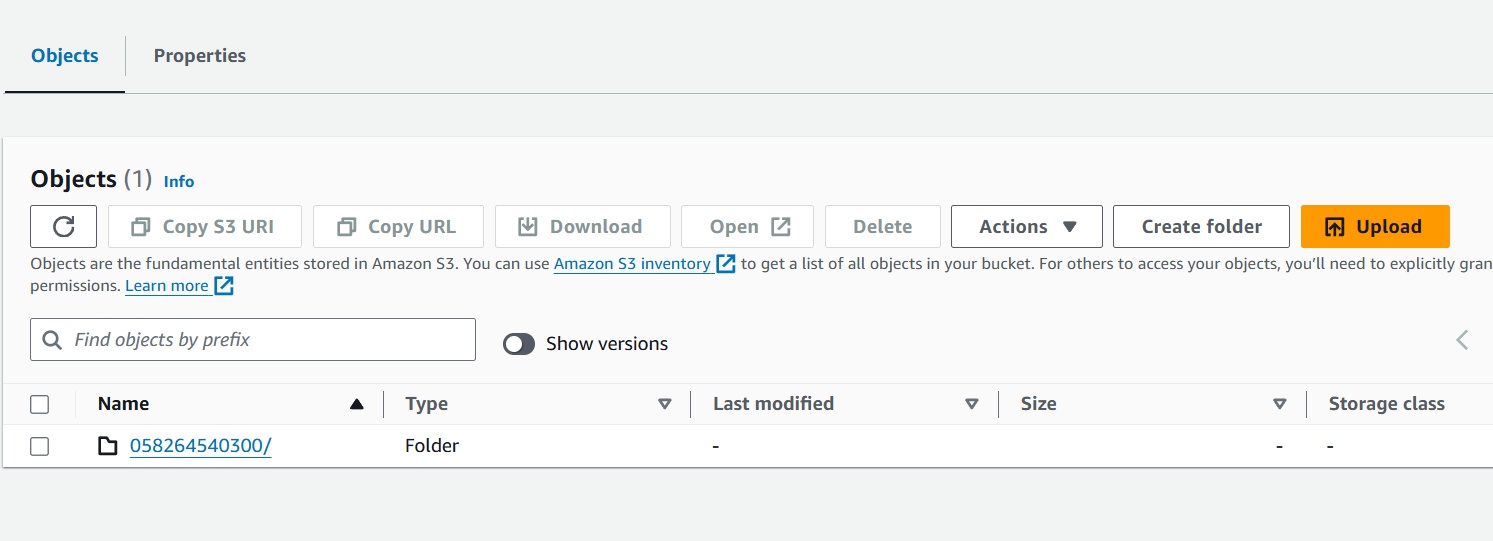 Objects Properties
Objects (1) Info
Copy S3 URI Copy URL Download Open Delete Actions Create folder Upload
Objects are the fundamental entities stored in Amazon S3. You can use Amazon S3 inventory to get a list of all objects in your bucket. For others to access your objects, you’ll need to explicitly gran
permissions. Learn more
Find objects by prefix Show versions
Name Type Last modified Size Storage class
058264540300/ Folder - - -